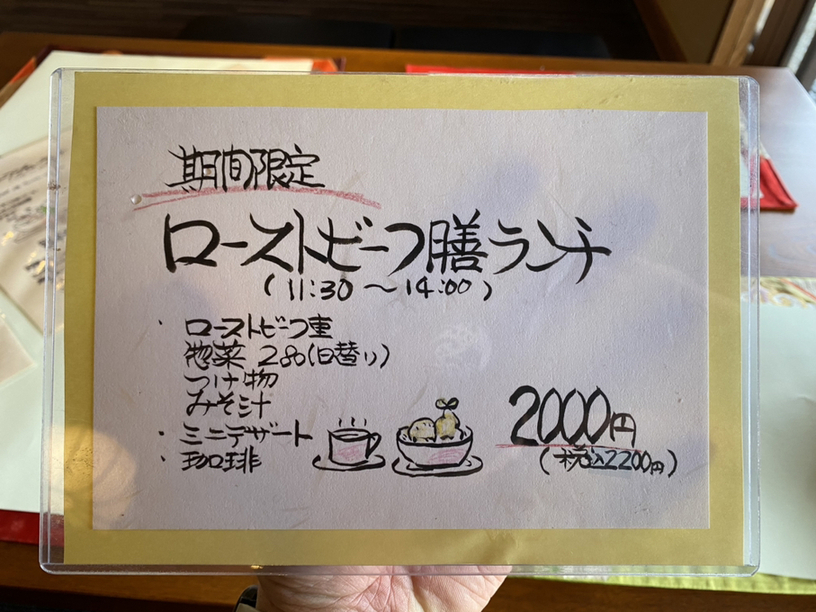 期間限定
ローストビーフ膳ランチ
(11:30 ~ 14:00)
・ローストビーフ重
惣菜 2品(日替り)
つけ物
みそ汁
・ミニデザート
・珈琲
2000円
(税込2200円)